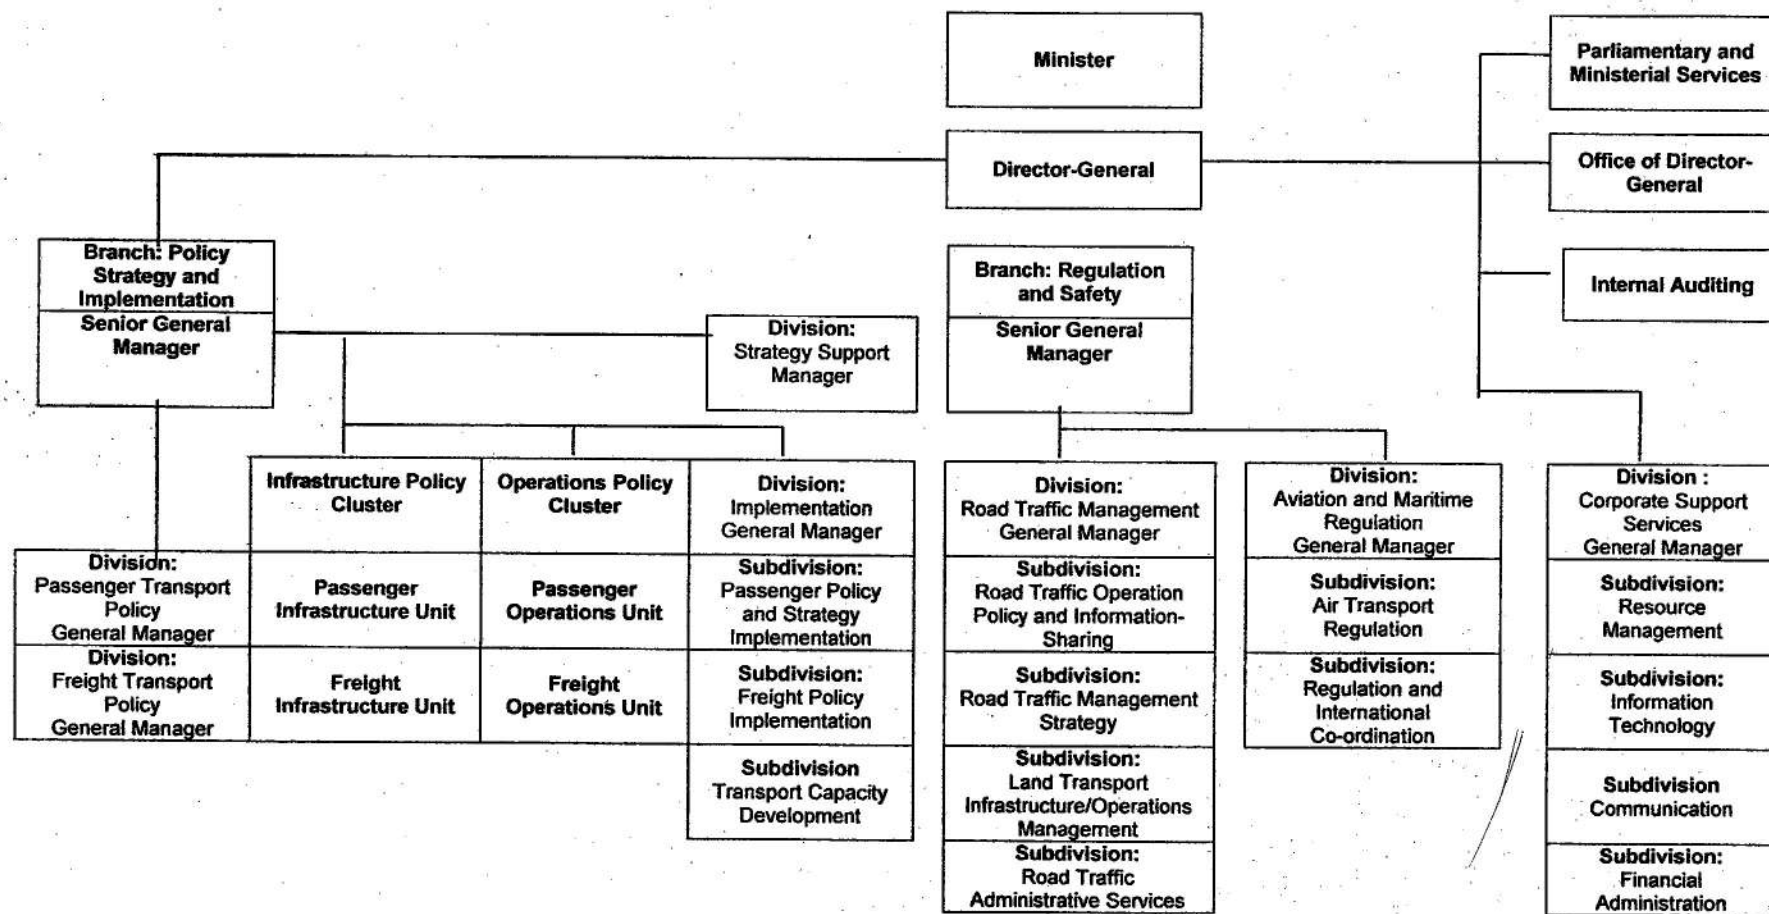 Minister
Parliamentary and
Ministerial Services
Director-General
Office of Director-
General
Internal Auditing
Branch: Policy
Strategy and
Implementation
Senior General
Manager
Division:
Strategy Support
Manager
Branch: Regulation
and Safety
Senior General
Manager
Division:
Passenger Transport
Policy
General Manager
Division:
Freight Transport
Policy
General Manager
Infrastructure Policy
Cluster
Passenger
Infrastructure Unit
Freight
Infrastructure Unit
Operations Policy
Cluster
Passenger
Operations Unit
Freight
Operations Unit
Division:
Implementation
General Manager
Subdivision:
Passenger Policy
and Strategy
Implementation
Subdivision:
Freight Policy
Implementation
Subdivision
Transport Capacity
Development
Division:
Road Traffic Management
General Manager
Subdivision:
Road Traffic Operation
Policy and Information-
Sharing
Subdivision:
Road Traffic Management
Strategy
Subdivision:
Land Transport
Infrastructure/Operations
Management
Subdivision:
Road Traffic
Administrative Services
Division:
Aviation and Maritime
Regulation
General Manager
Subdivision:
Air Transport
Regulation
Subdivision:
Regulation and
International
Co-ordination
Division :
Corporate Support
Services
General Manager
Subdivision:
Resource
Management
Subdivision:
Information
Technology
Subdivision
Communication
Subdivision:
Financial
Administration